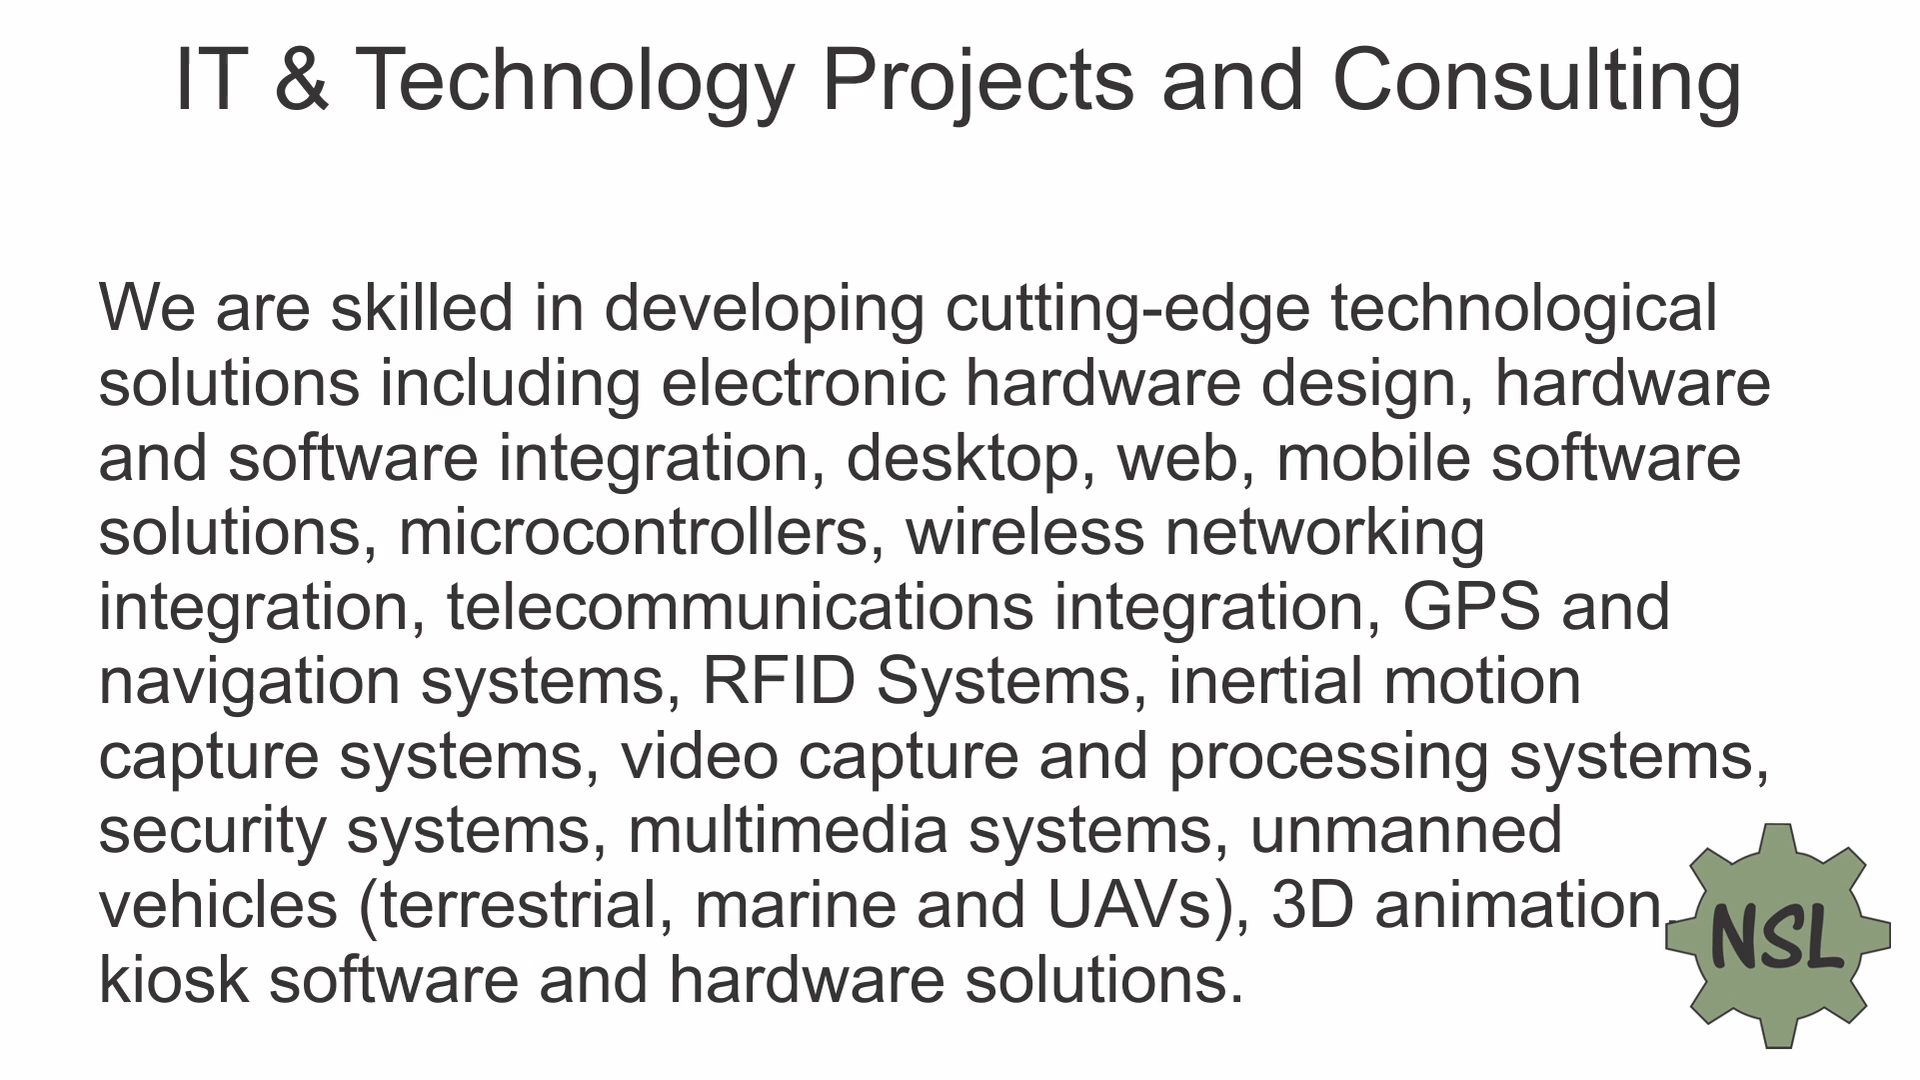 IT & Technology Projects and Consulting
We are skilled in developing cutting-edge technological
solutions including electronic hardware design, hardware
and software integration, desktop, web, mobile software
solutions, microcontrollers, wireless networking
integration, telecommunications integration, GPS and
navigation systems, RFID Systems, inertial motion
capture systems, video capture and processing systems,
security systems, multimedia systems, unmanned
vehicles (terrestrial, marine and UAVs), 3D animation,
kiosk software and hardware solutions.
NSL